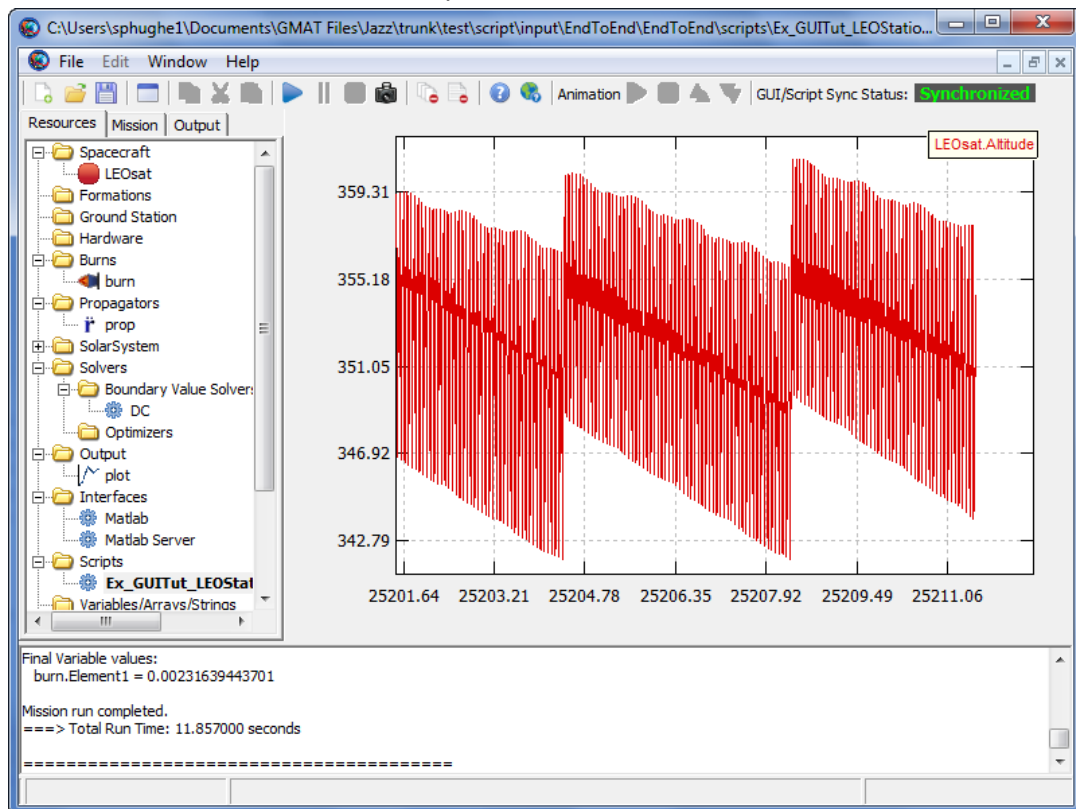 C:\Users\sphughe1\Documents\GMAT Files\Jazz\trunk\test\script\input\EndToEnd\EndToEnd\scripts\Ex_GUITut_LEOStatio...
File Edit Window Help
Animation GUI/Script Sync Status: Synchronized
Resources Mission Output
Spacecraft
LEOsat
Formations
Ground Station
Hardware
Burns
burn
Propagators
prop
SolarSystem
Solvers
Boundary Value Solver
DC
Optimizers
Output
plot
Interfaces
Matlab
Matlab Server
Scripts
Ex_GUITut_LEOStat
Variables/Arrays/Strings
LEOsat.Altitude
359.31
355.18
351.05
346.92
342.79
25201.64 25203.21 25204.78 25206.35 25207.92 25209.49 25211.06
Final Variable values:
burn.Element1 = 0.00231639443701
Mission run completed.
===> Total Run Time: 11.857000 seconds
========================================